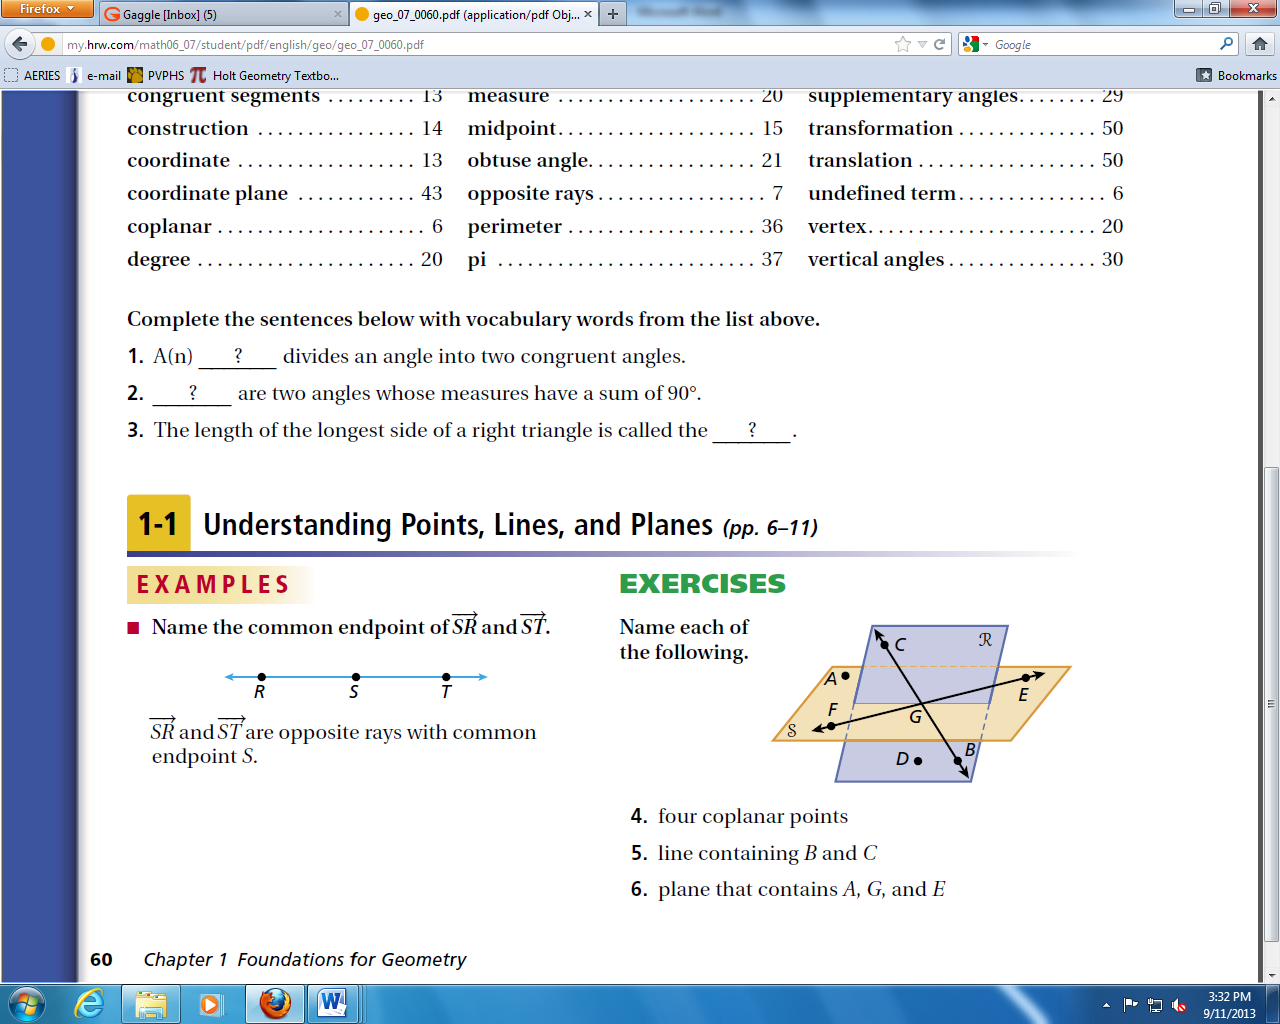 Firefox
Gaggle [Inbox] (5)
geo_07_0060.pdf (application/pdf Obj...
Microsoft Word
my.hrw.com/math06_07/student/pdf/english/geo/geo_07_0060.pdf
Google
AERIES e-mail PVPHS Holt Geometry Textbo...
Bookmarks
congruent segments ......... 13 measure .................... 20 supplementary angles........ 29
construction ................ 14 midpoint.................... 15 transformation .............. 50
coordinate .................. 13 obtuse angle................. 21 translation .................. 50
coordinate plane ............ 43 opposite rays ................. 7 undefined term............... 6
coplanar ..................... 6 perimeter ................... 36 vertex....................... 20
degree ...................... 20 pi .......................... 37 vertical angles ............... 30
Complete the sentences below with vocabulary words from the list above.
1. A(n) ___?___ divides an angle into two congruent angles.
2. ___?___ are two angles whose measures have a sum of 90°.
3. The length of the longest side of a right triangle is called the ___?___.
1-1 Understanding Points, Lines, and Planes (pp. 6–11)
EXAMPLES
Name the common endpoint of SR and ST.
R S T
SR and ST are opposite rays with common
endpoint S.
EXERCISES
Name each of
the following.
C ℛ
A E
F G
𝒮
D B
4. four coplanar points
5. line containing B and C
6. plane that contains A, G, and E
60 Chapter 1 Foundations for Geometry
3:32 PM
9/11/2013